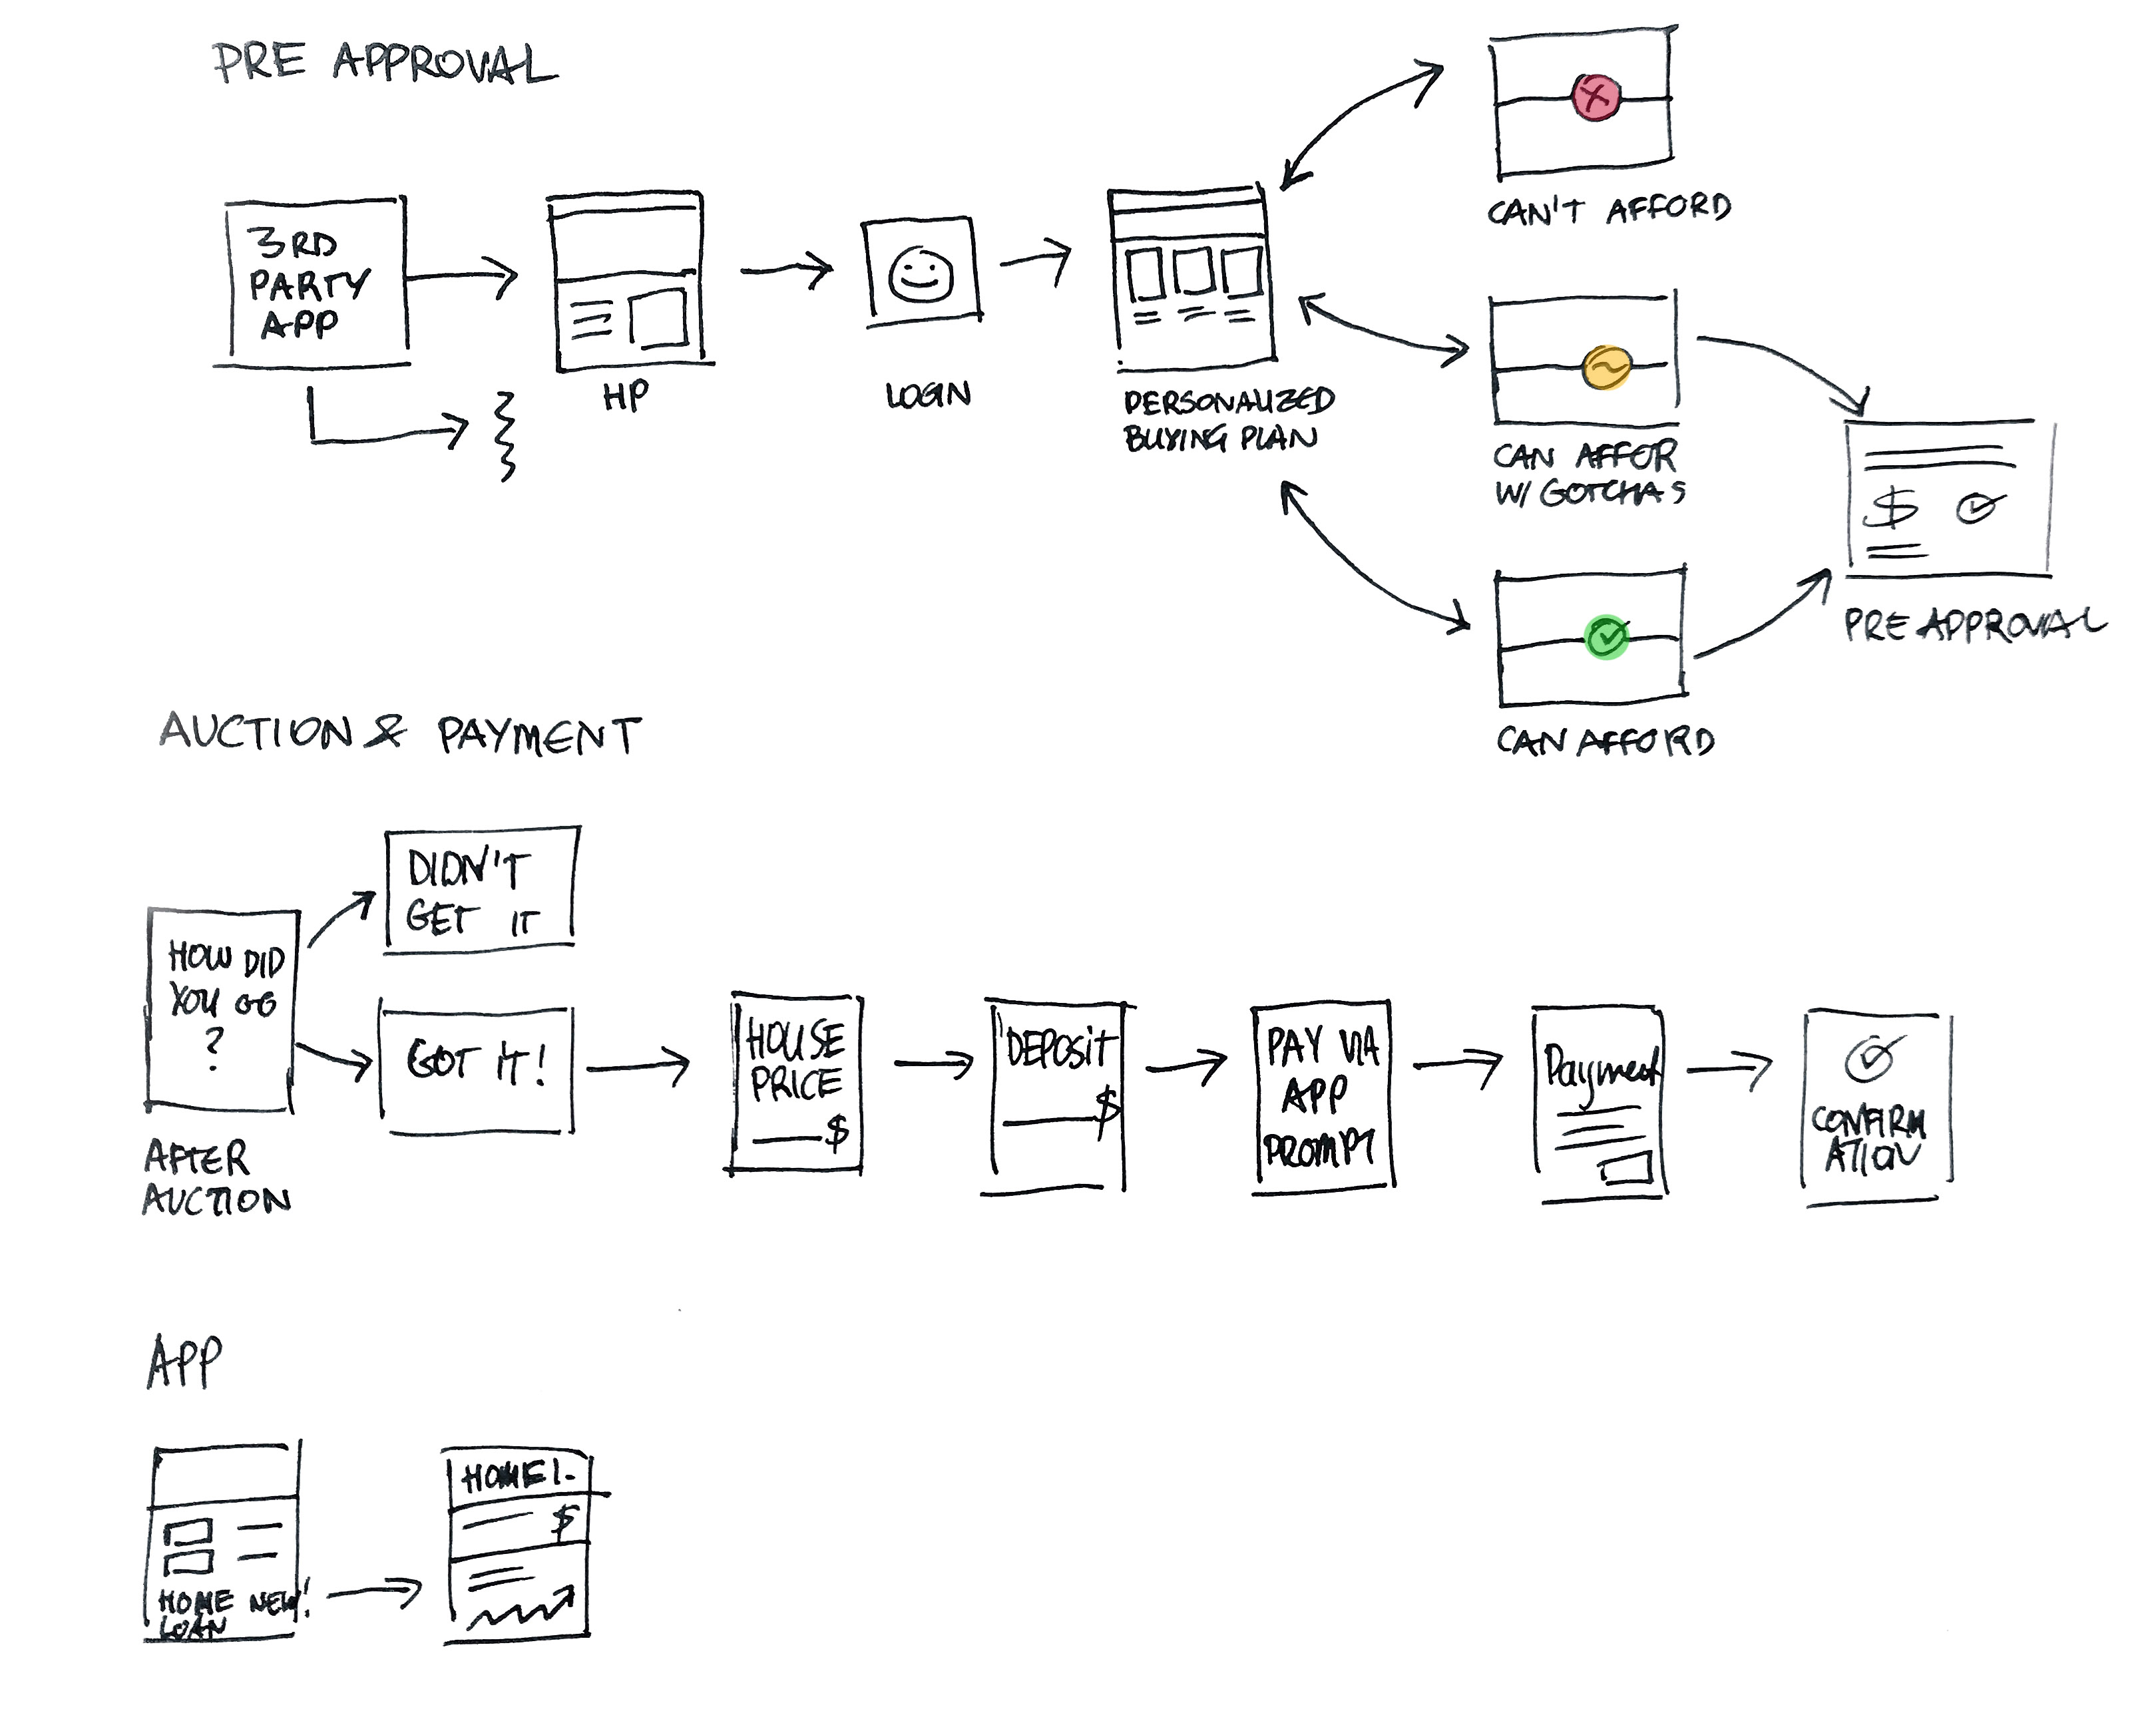 PRE APPROVAL
3RD
PARTY
APP
HP
LOGIN
PERSONALIZED
BUYING PLAN
CAN'T AFFORD
CAN AFFOR
W/ GOTCHAS
CAN AFFORD
$
PRE APPROVAL
AUCTION & PAYMENT
HOW DID
YOU GO
?
AFTER
AUCTION
DIDN'T
GET IT
GOT IT!
HOUSE
PRICE
$
DEPOSIT
$
PAY VIA
APP
PROMPT
Payment
CONFIRM
ATION
APP
HOME NEW!
LOAN
HOME
$